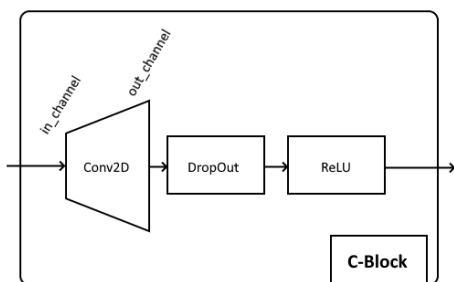 in_channel
out_channel
Conv2D
DropOut
ReLU
C-Block